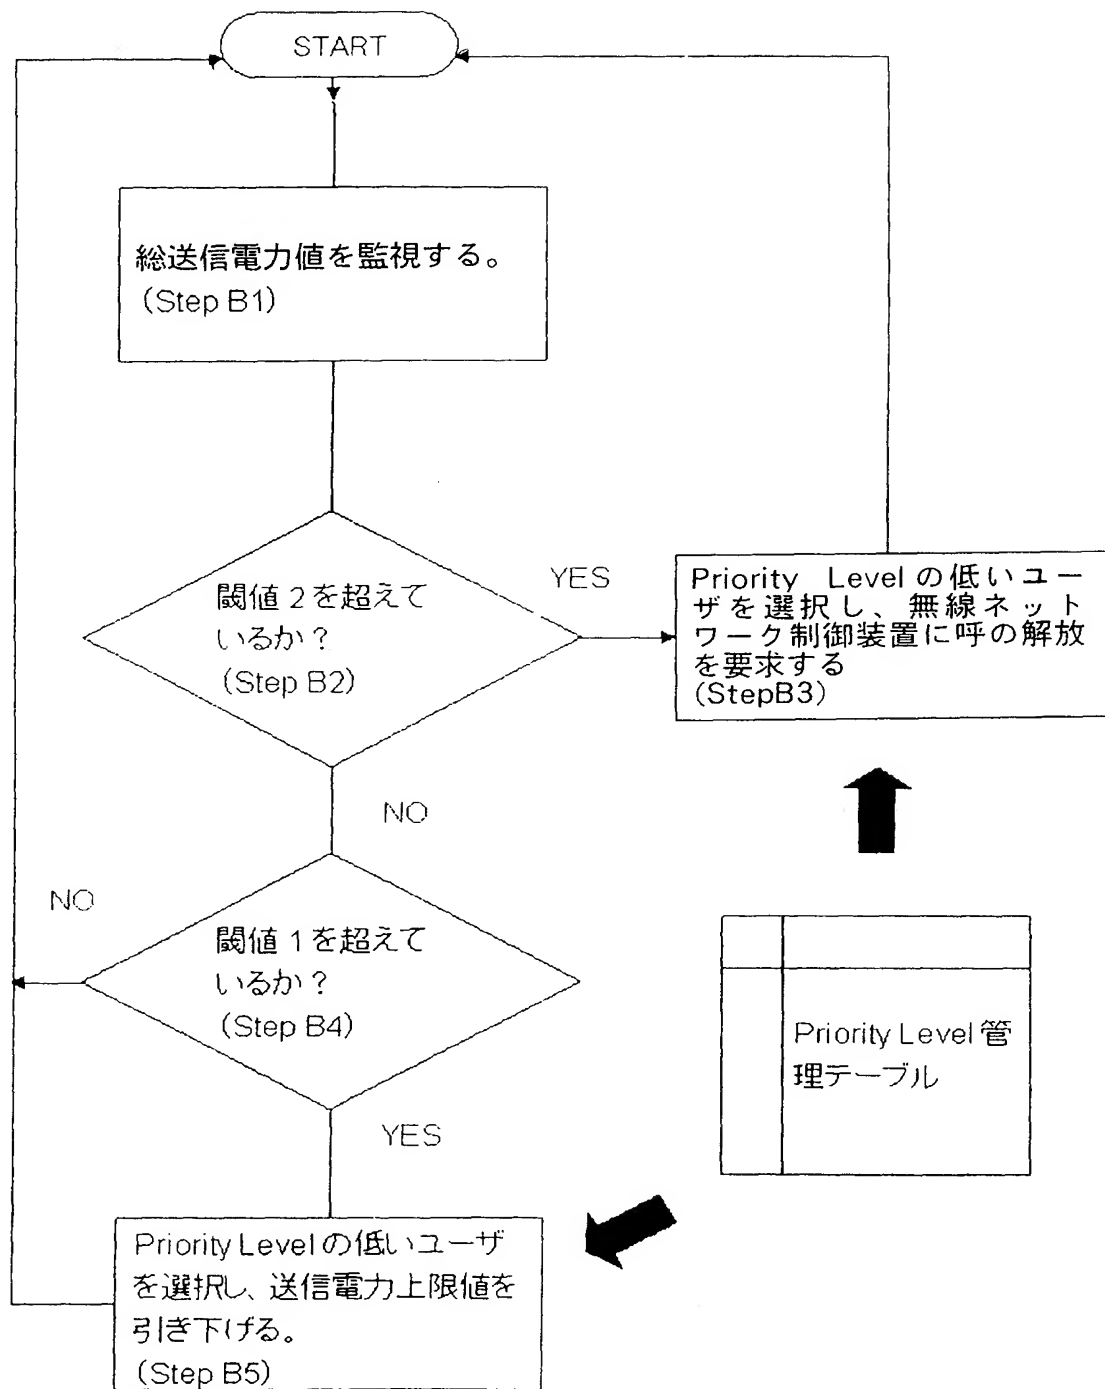 START
総送信電力値を監視する。
(Step B1)
閾値 2 を超えて
いるか？
(Step B2)
YES
Priority Level の低いユー
ザを選択し、無線ネット
ワーク制御装置に呼の解放
を要求する
(StepB3)
NO
NO
閾値 1 を超えて
いるか？
(Step B4)
Priority Level 管
理テーブル
YES
Priority Level の低いユーザ
を選択し、送信電力上限値を
引き下げる。
(Step B5)